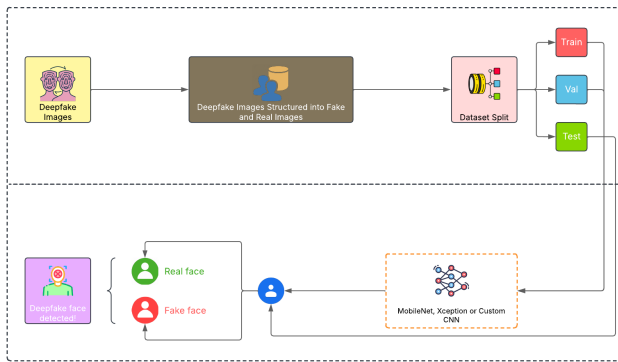 Train
Deepfake
Images
Deepfake Images Structured into Fake
and Real Images
Dataset Split
Val
Test
Real face
Fake face
Deepfake face
detected!
MobileNet, Xception or Custom
CNN